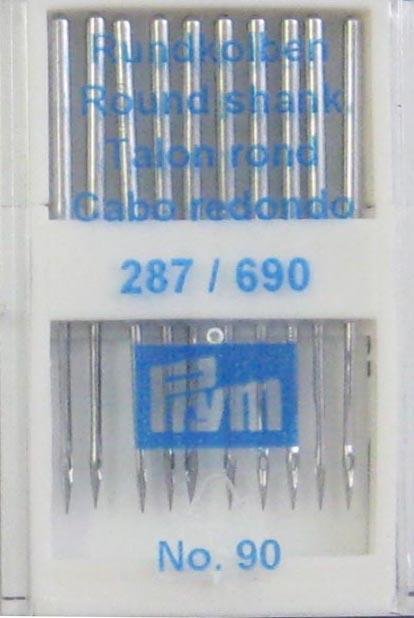 Rundkolben
Round shank
Talon rond
Cabo redondo
287 / 690
Prym
No. 90